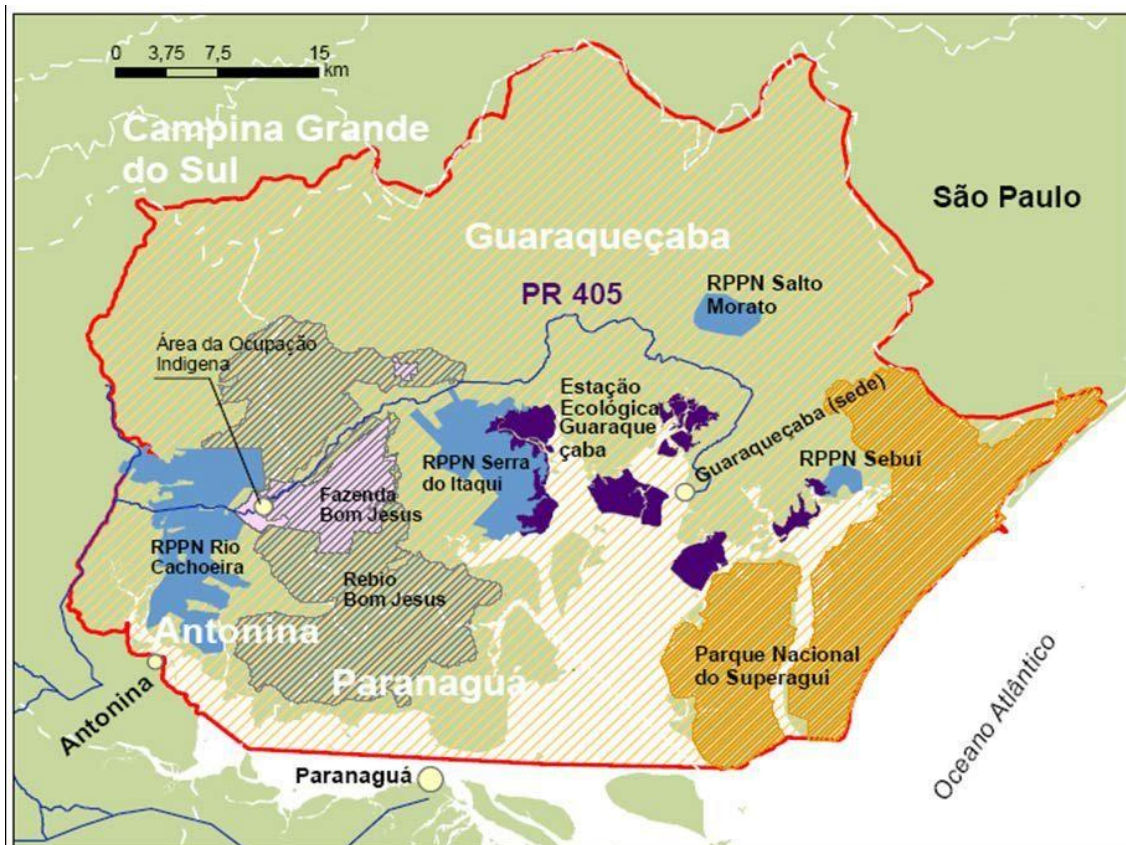 0 3,75 7,5 15
km
Campina Grande
do Sul
São Paulo
Guaraqueçaba
PR 405
RPPN Salto
Morato
Área da Ocupação
Indigena
Estação
Ecológica
Guaraque
çaba
Guaraqueçaba (sede)
RPPN Serra
do Itaqui
RPPN Sebuí
Fazenda
Bom Jesus
RPPN Rio
Cachoeira
Rebio
Bom Jesus
Antonina
Paranaguá
Parque Nacional
do Superagui
Antonina
Paranaguá
Oceano Atlântico